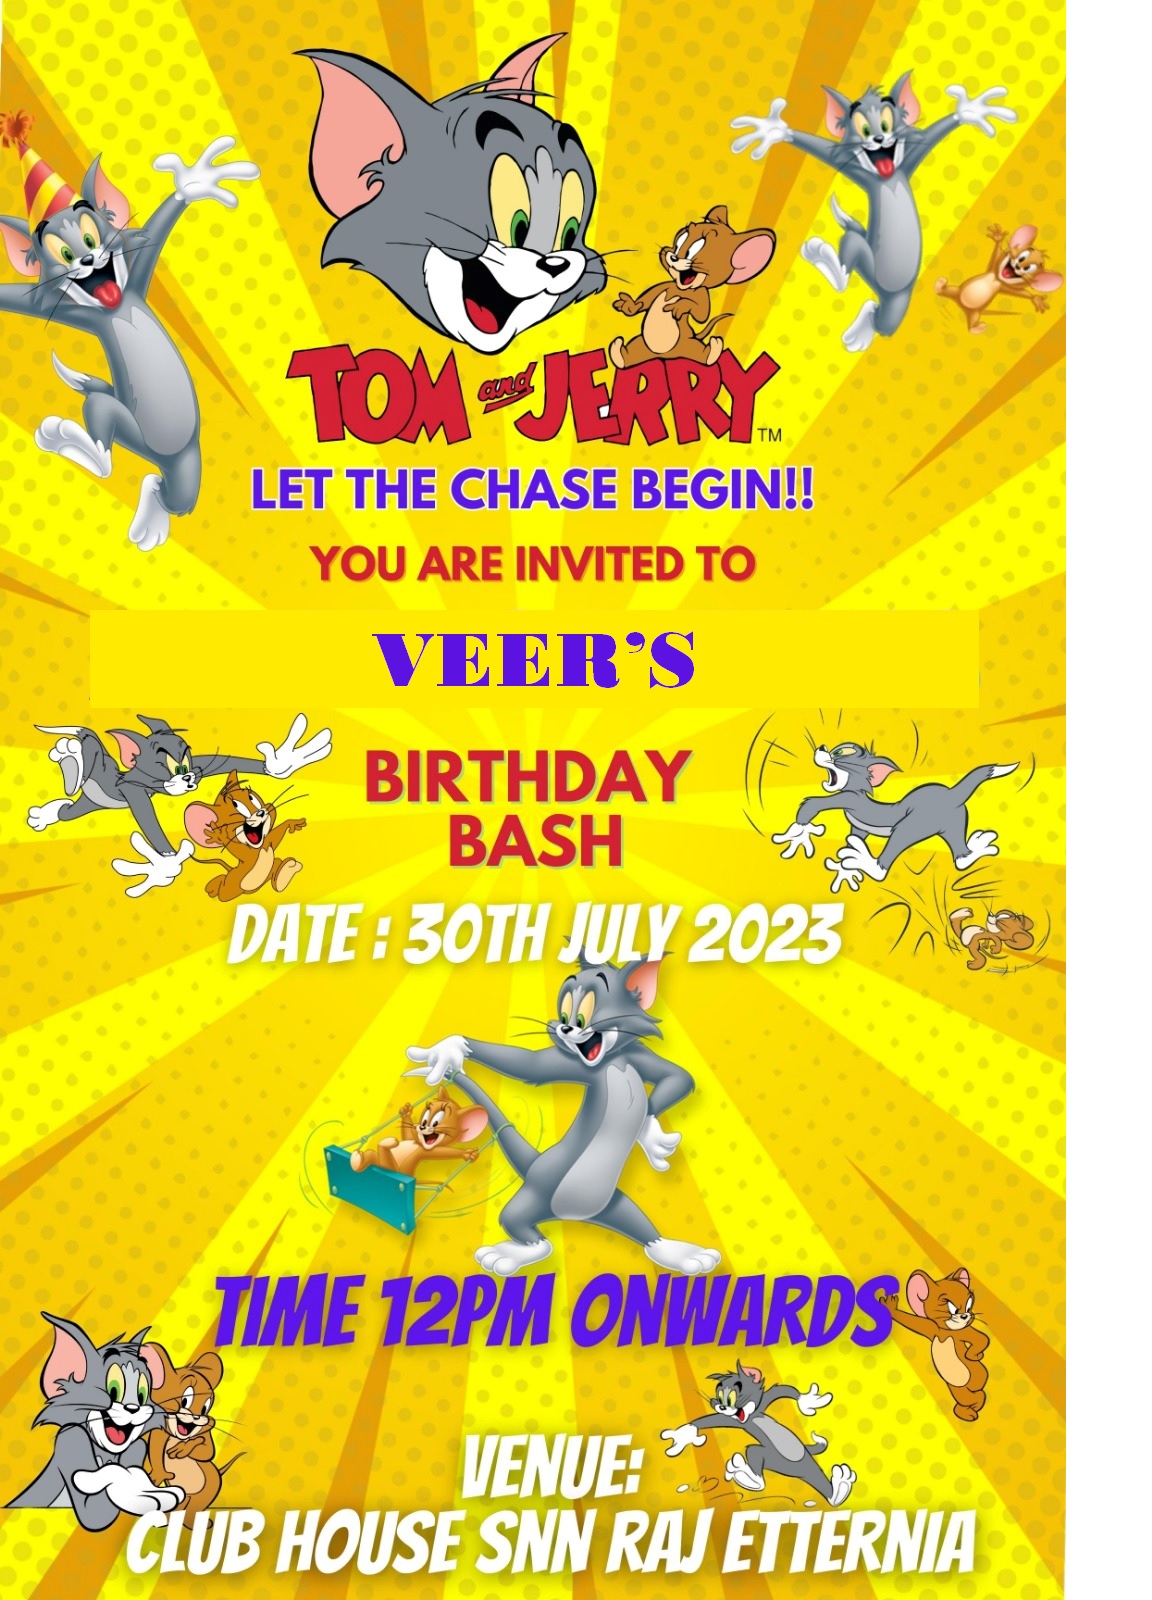 TOM and JERRY TM
LET THE CHASE BEGIN!!
YOU ARE INVITED TO
VEER'S
BIRTHDAY
BASH
DATE : 30TH JULY 2023
TIME 12PM ONWARDS
VENUE:
CLUB HOUSE SNN RAJ ETTERNIA